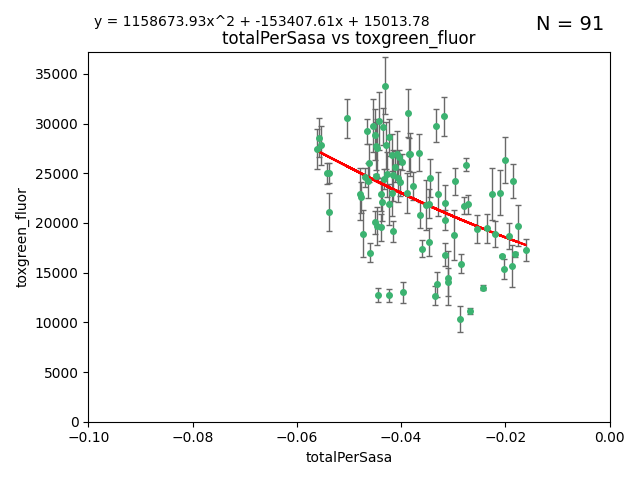 y = 1158673.93x^2 + -153407.61x + 15013.78
N = 91
totalPerSasa vs toxgreen_fluor
35000
30000
25000
20000
15000
10000
5000
0
toxgreen_fluor
−0.10
−0.08
−0.06
−0.04
−0.02
0.00
totalPerSasa